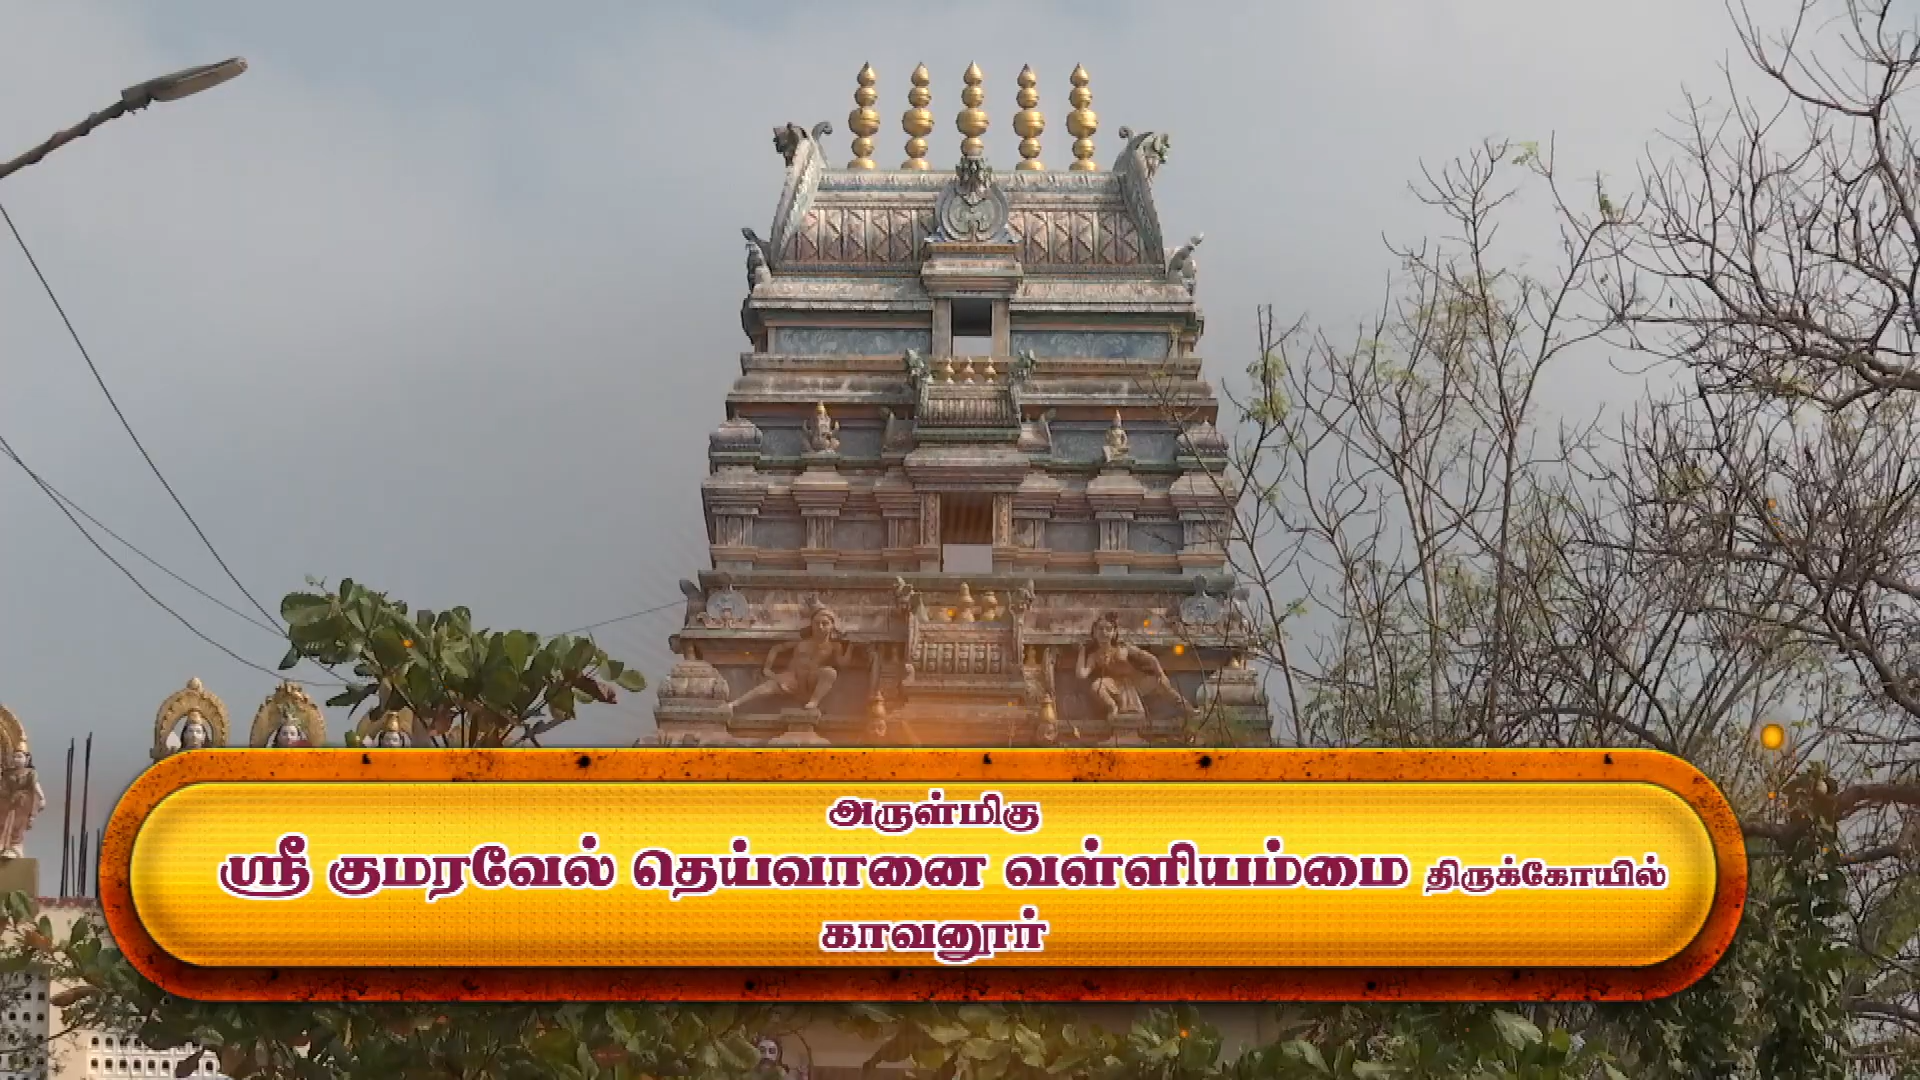 அருள்மிகு
ஸ்ரீ குமரவேல் தெய்வானை வள்ளியம்மை திருக்கோயில்
காவனூர்